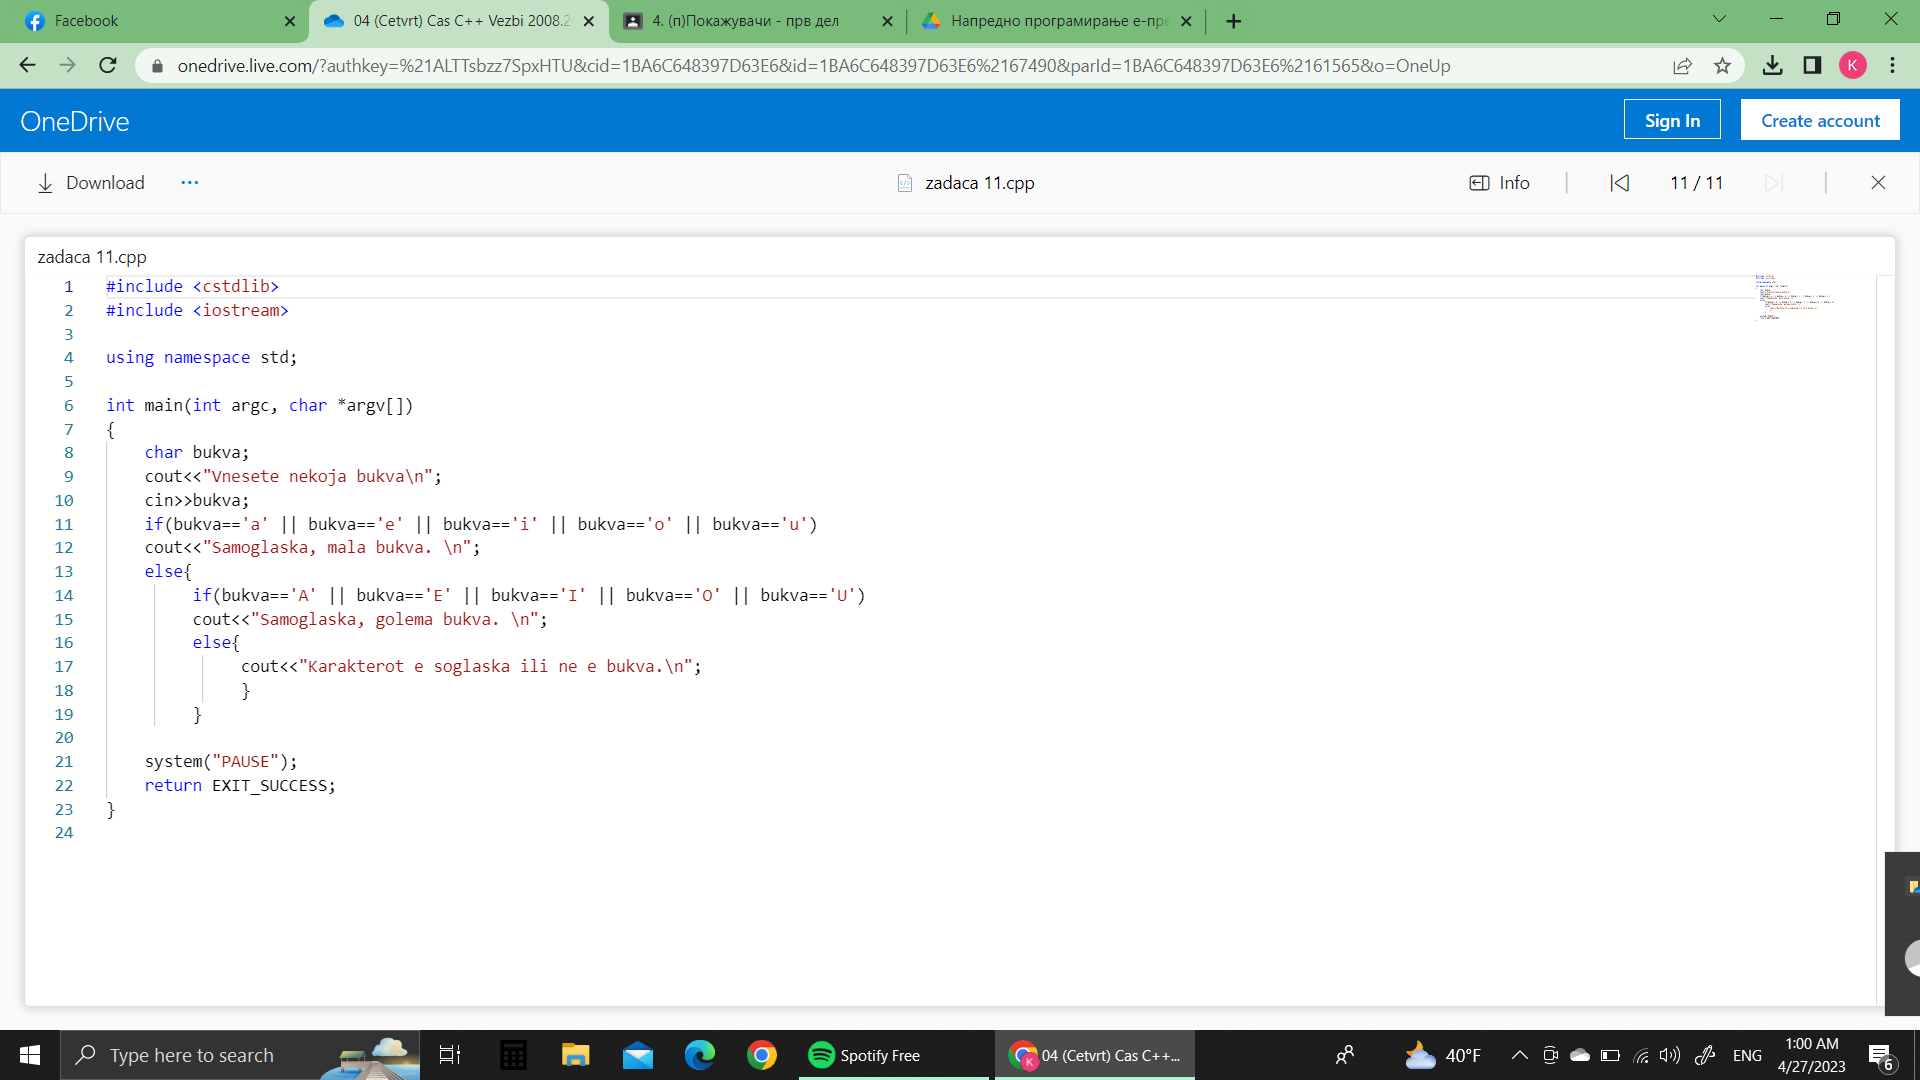 Facebook
04 (Cetvrt) Cas C++ Vezbi 2008.2
4. (п)Покажувачи - прв дел
Напредно програмирање е-пре
onedrive.live.com/?authkey=%21ALTTsbzz7SpxHTU&cid=1BA6C648397D63E6&id=1BA6C648397D63E6%2167490&parId=1BA6C648397D63E6%2161565&o=OneUp
K
OneDrive
Sign In
Create account
Download
zadaca 11.cpp
Info
11 / 11
zadaca 11.cpp
1 #include <cstdlib>
2 #include <iostream>
3
4 using namespace std;
5
6 int main(int argc, char *argv[])
7 {
8 char bukva;
9 cout<<"Vnesete nekoja bukva\n";
10 cin>>bukva;
11 if(bukva=='a' || bukva=='e' || bukva=='i' || bukva=='o' || bukva=='u')
12 cout<<"Samoglaska, mala bukva. \n";
13 else{
14 if(bukva=='A' || bukva=='E' || bukva=='I' || bukva=='O' || bukva=='U')
15 cout<<"Samoglaska, golema bukva. \n";
16 else{
17 cout<<"Karakterot e soglaska ili ne e bukva.\n";
18 }
19 }
20
21 system("PAUSE");
22 return EXIT_SUCCESS;
23 }
24
Type here to search
Spotify Free
K
04 (Cetvrt) Cas C++...
40°F
ENG
1:00 AM
4/27/2023
6